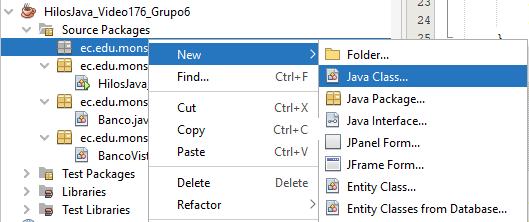 HilosJava_Video176_Grupo6
Source Packages
ec.edu.mons
ec.edu.mons
HilosJava_
ec.edu.mons
Banco.java
ec.edu.mons
BancoVist
Test Packages
Libraries
Test Libraries
New
Find... Ctrl+F
Cut Ctrl+X
Copy Ctrl+C
Paste Ctrl+V
Delete Delete
Refactor
Folder...
Java Class...
Java Package...
Java Interface...
JPanel Form...
JFrame Form...
Entity Class...
Entity Classes from Database...
23
24
25
}